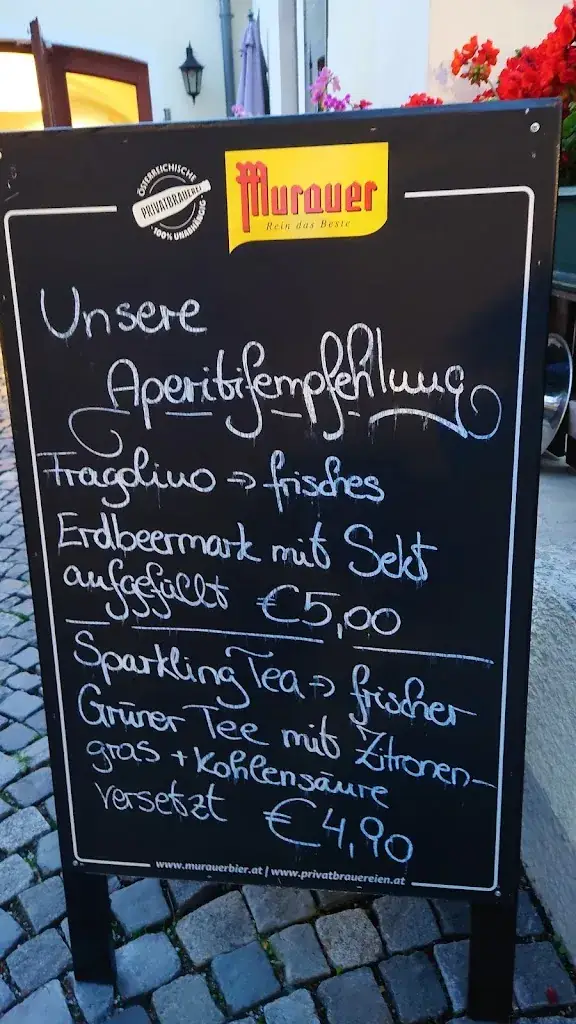 ÖSTERREICHISCHE
PRIVATBRAUEREI
100% UNABHÄNGIG
Murauer
Rein das Beste
Unsere
Aperitifempfehlung
Fragolino → frisches
Erdbeermark mit Sekt
aufgefüllt €5,00
Sparkling Tea → frischer
Grüner Tee mit Zitronen-
gras + Kohlensäure
versetzt €4,90
www.murauerbier.at | www.privatbrauereien.at